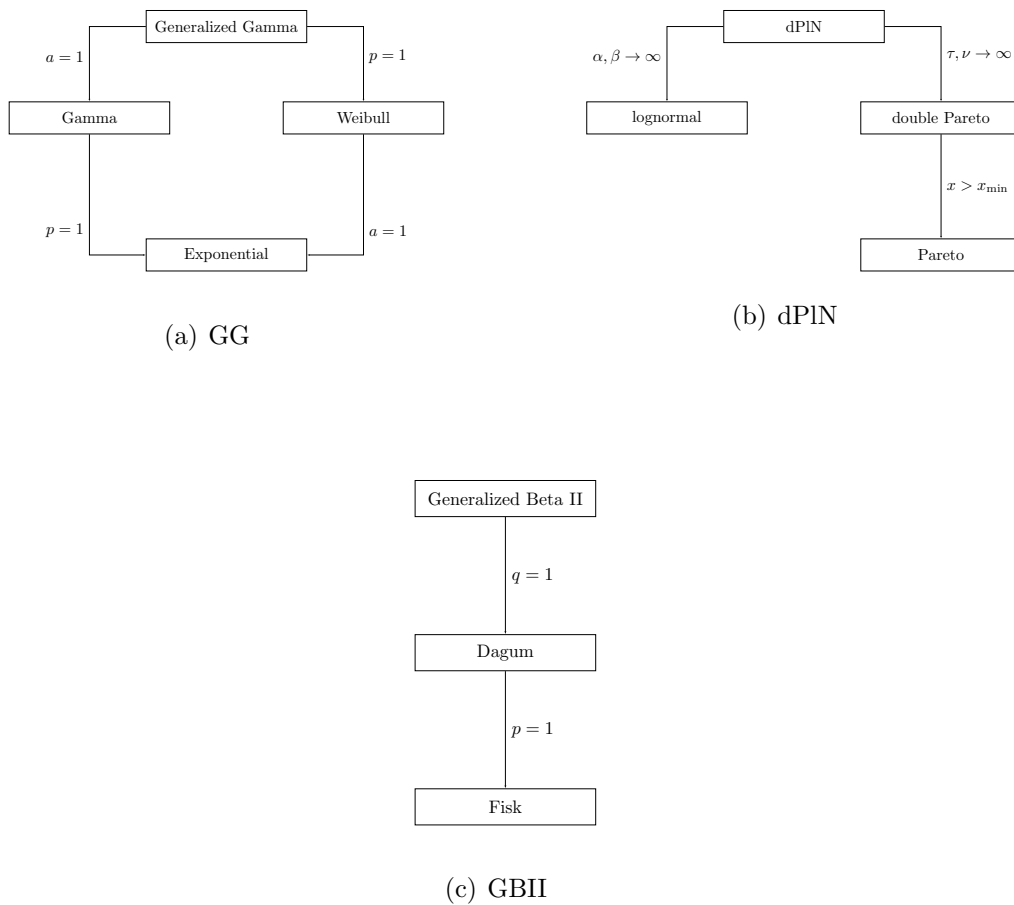 Generalized Gamma
a = 1
p = 1
Gamma
Weibull
p = 1
a = 1
Exponential
(a) GG
dPlN
α, β → ∞
τ, ν → ∞
lognormal
double Pareto
x > xmin
Pareto
(b) dPlN
Generalized Beta II
q = 1
Dagum
p = 1
Fisk
(c) GBII